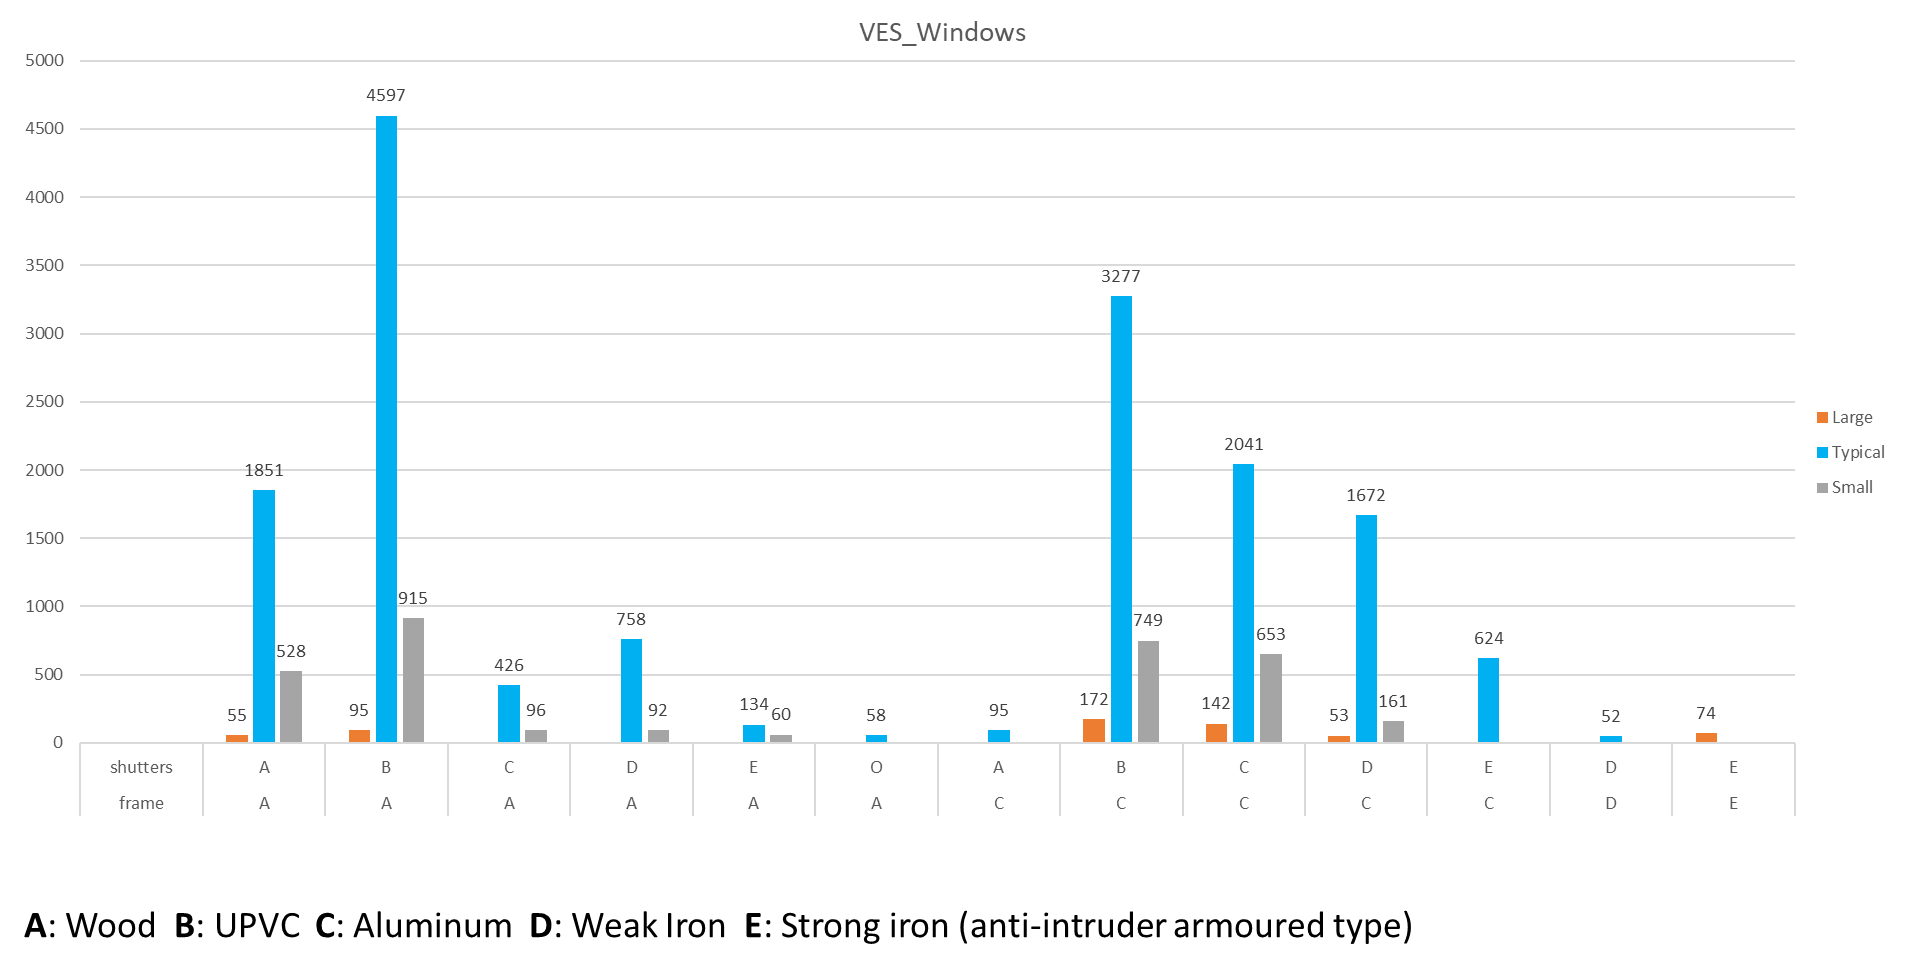 VES_Windows
5000
4500
4000
3500
3000
2500
2000
1500
1000
500
0
55 1851 528
95 4597 915
426 96
758 92
134 60
58
95
172 3277 749
142 2041 653
53 1672 161
624
52
74
Large
Typical
Small
shutters A B C D E O A B C D E D E
frame A A A A A A C C C C C D E
A: Wood B: UPVC C: Aluminum D: Weak Iron E: Strong iron (anti-intruder armoured type)